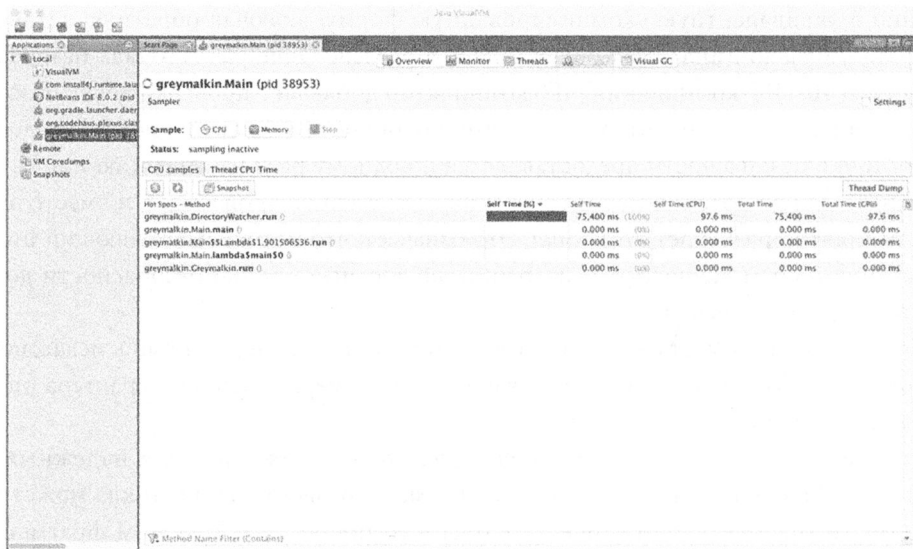 Java VisualVM
Applications
Start Page greymalkin.Main (pid 38953)
Local
VisualVM
com.install4j.runtime.lau
NetBeans IDE 8.0.2 (pid
org.gradle.launcher.daer
org.codehaus.plexus.clas
greymalkin.Main (pid 389
Remote
VM Coredumps
Snapshots
Overview Monitor Threads Visual GC
greymalkin.Main (pid 38953)
Sampler Settings
Sample: CPU Memory Stop
Status: sampling inactive
CPU samples Thread CPU Time
Snapshot Thread Dump
Hot Spots - Method Self Time [%] Self Time Self Time (CPU) Total Time Total Time (CPU)
greymalkin.DirectoryWatcher.run () 75,400 ms (100%) 97.6 ms 75,400 ms 97.6 ms
greymalkin.Main.main () 0.000 ms (0%) 0.000 ms 0.000 ms 0.000 ms
greymalkin.Main$$Lambda$1.901506536.run () 0.000 ms (0%) 0.000 ms 0.000 ms 0.000 ms
greymalkin.Main.lambda$main$0 () 0.000 ms (0%) 0.000 ms 0.000 ms 0.000 ms
greymalkin.Greymalkin.run () 0.000 ms (0%) 0.000 ms 0.000 ms 0.000 ms
Method Name Filter (Contains)